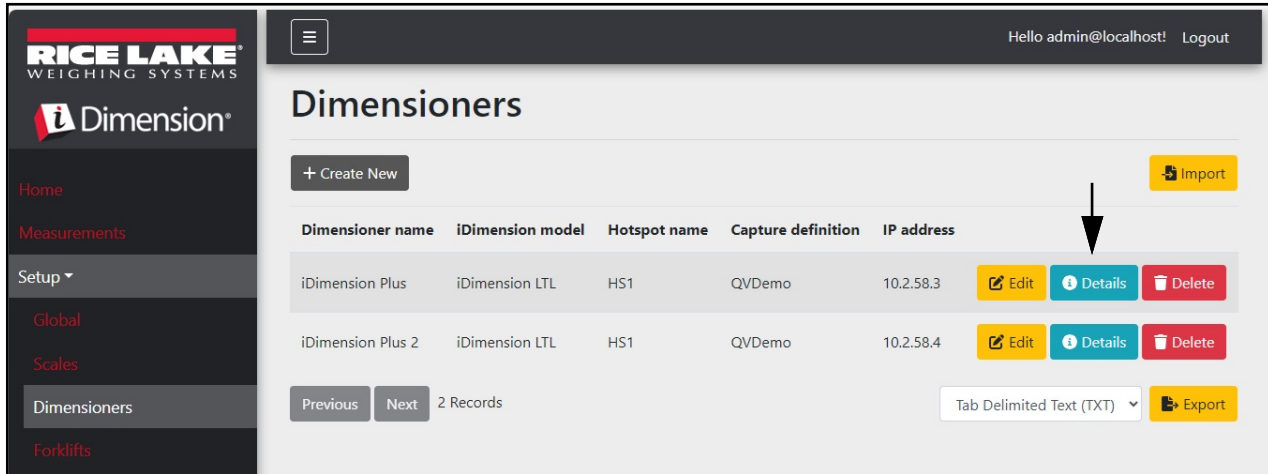 RICE LAKE®
WEIGHING SYSTEMS
i Dimension®
Home
Measurements
Setup
Global
Scales
Dimensioners
Forklifts
Hello admin@localhost! Logout
Dimensioners
+ Create New
Import
Dimensioner name iDimension model Hotspot name Capture definition IP address
iDimension Plus iDimension LTL HS1 QVDemo 10.2.58.3 Edit Details Delete
iDimension Plus 2 iDimension LTL HS1 QVDemo 10.2.58.4 Edit Details Delete
Previous Next 2 Records Tab Delimited Text (TXT) Export